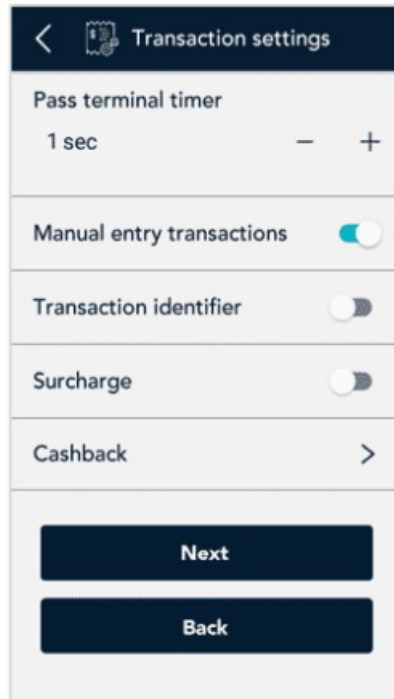 Transaction settings
Pass terminal timer
1 sec
Manual entry transactions
Transaction identifier
Surcharge
Cashback
Next
Back